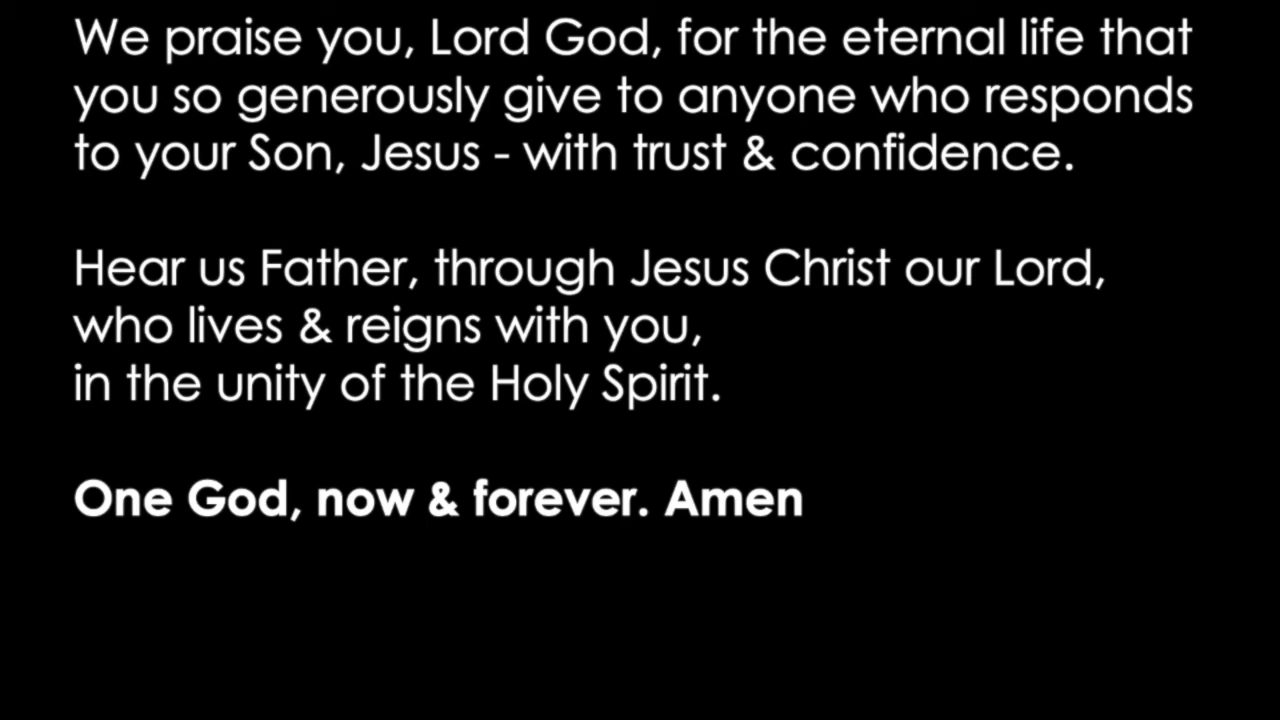 We praise you, Lord God, for the eternal life that
you so generously give to anyone who responds
to your Son, Jesus - with trust & confidence.
Hear us Father, through Jesus Christ our Lord,
who lives & reigns with you,
in the unity of the Holy Spirit.
One God, now & forever. Amen